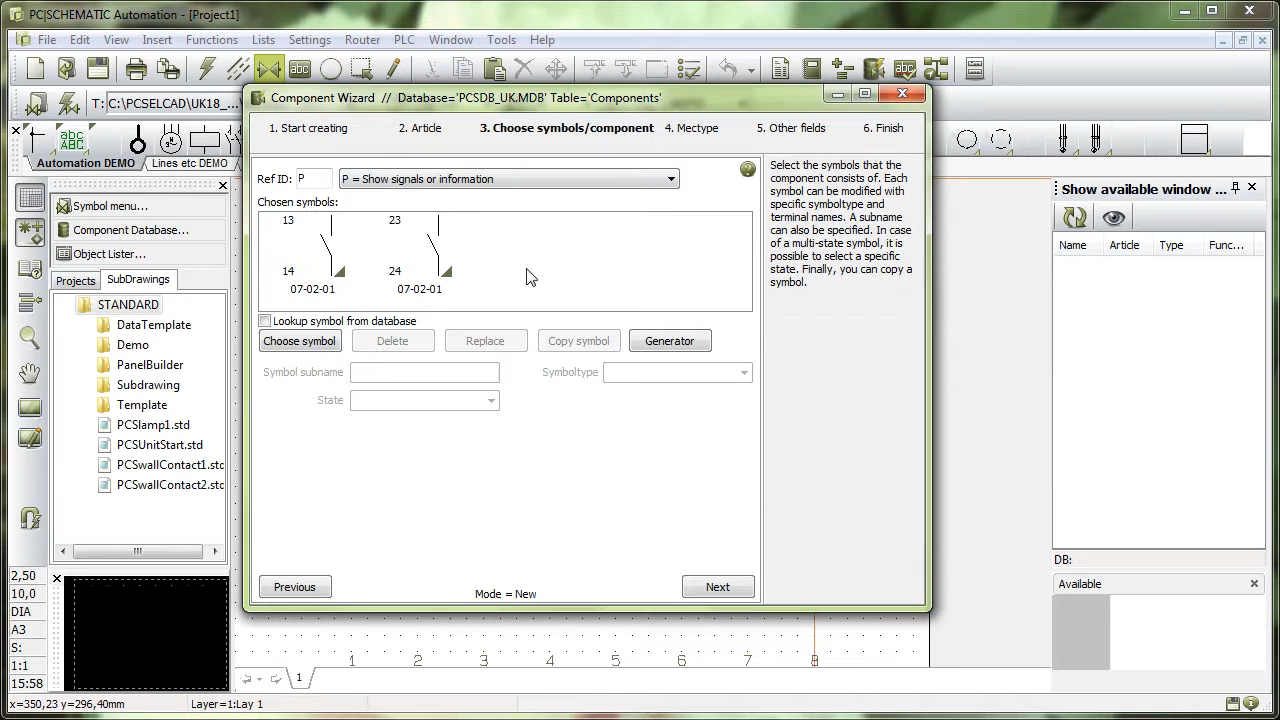 PC|SCHEMATIC Automation - [Project1]
File Edit View Insert Functions Lists Settings Router PLC Window Tools Help
T: C:\PCSELCAD\UK18_...
Component Wizard // Database='PCSDB_UK.MDB' Table='Components'
1. Start creating 2. Article 3. Choose symbols/component 4. Mectype 5. Other fields 6. Finish
Automation DEMO Lines etc DEMO
Symbol menu...
Component Database...
Object Lister...
Projects SubDrawings
STANDARD
DataTemplate
Demo
PanelBuilder
Subdrawing
Template
PCSlamp1.std
PCSUnitStart.std
PCSwallContact1.std
PCSwallContact2.std
Ref ID: P P = Show signals or information
Chosen symbols:
13 23
14 24
07-02-01 07-02-01
Lookup symbol from database
Choose symbol Delete Replace Copy symbol Generator
Symbol subname Symboltype
State
Previous Mode = New Next
Select the symbols that the
component consists of. Each
symbol can be modified with
specific symboltype and
terminal names. A subname
can also be specified. In case
of a multi-state symbol, it is
possible to select a specific
state. Finally, you can copy a
symbol.
Show available window ...
Name Article Type Func...
DB:
Available
2,50
10,0
DIA
A3
S:
1:1
15:58
1 2 3 4 5 6 7 8
1
x=350,23 y=296,40mm Layer=1:Lay 1